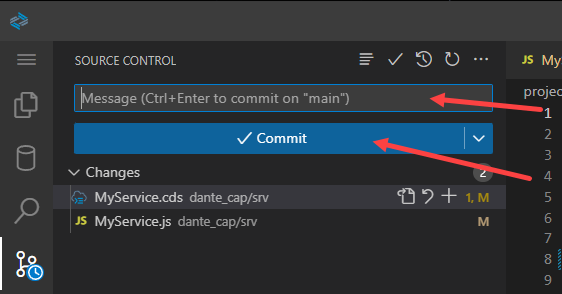 SOURCE CONTROL
JS My
Message (Ctrl+Enter to commit on "main")
projec
Commit
Changes 2
MyService.cds dante_cap/srv 1, M
JS MyService.js dante_cap/srv M
1
2
3
4
5
6
7
8
9